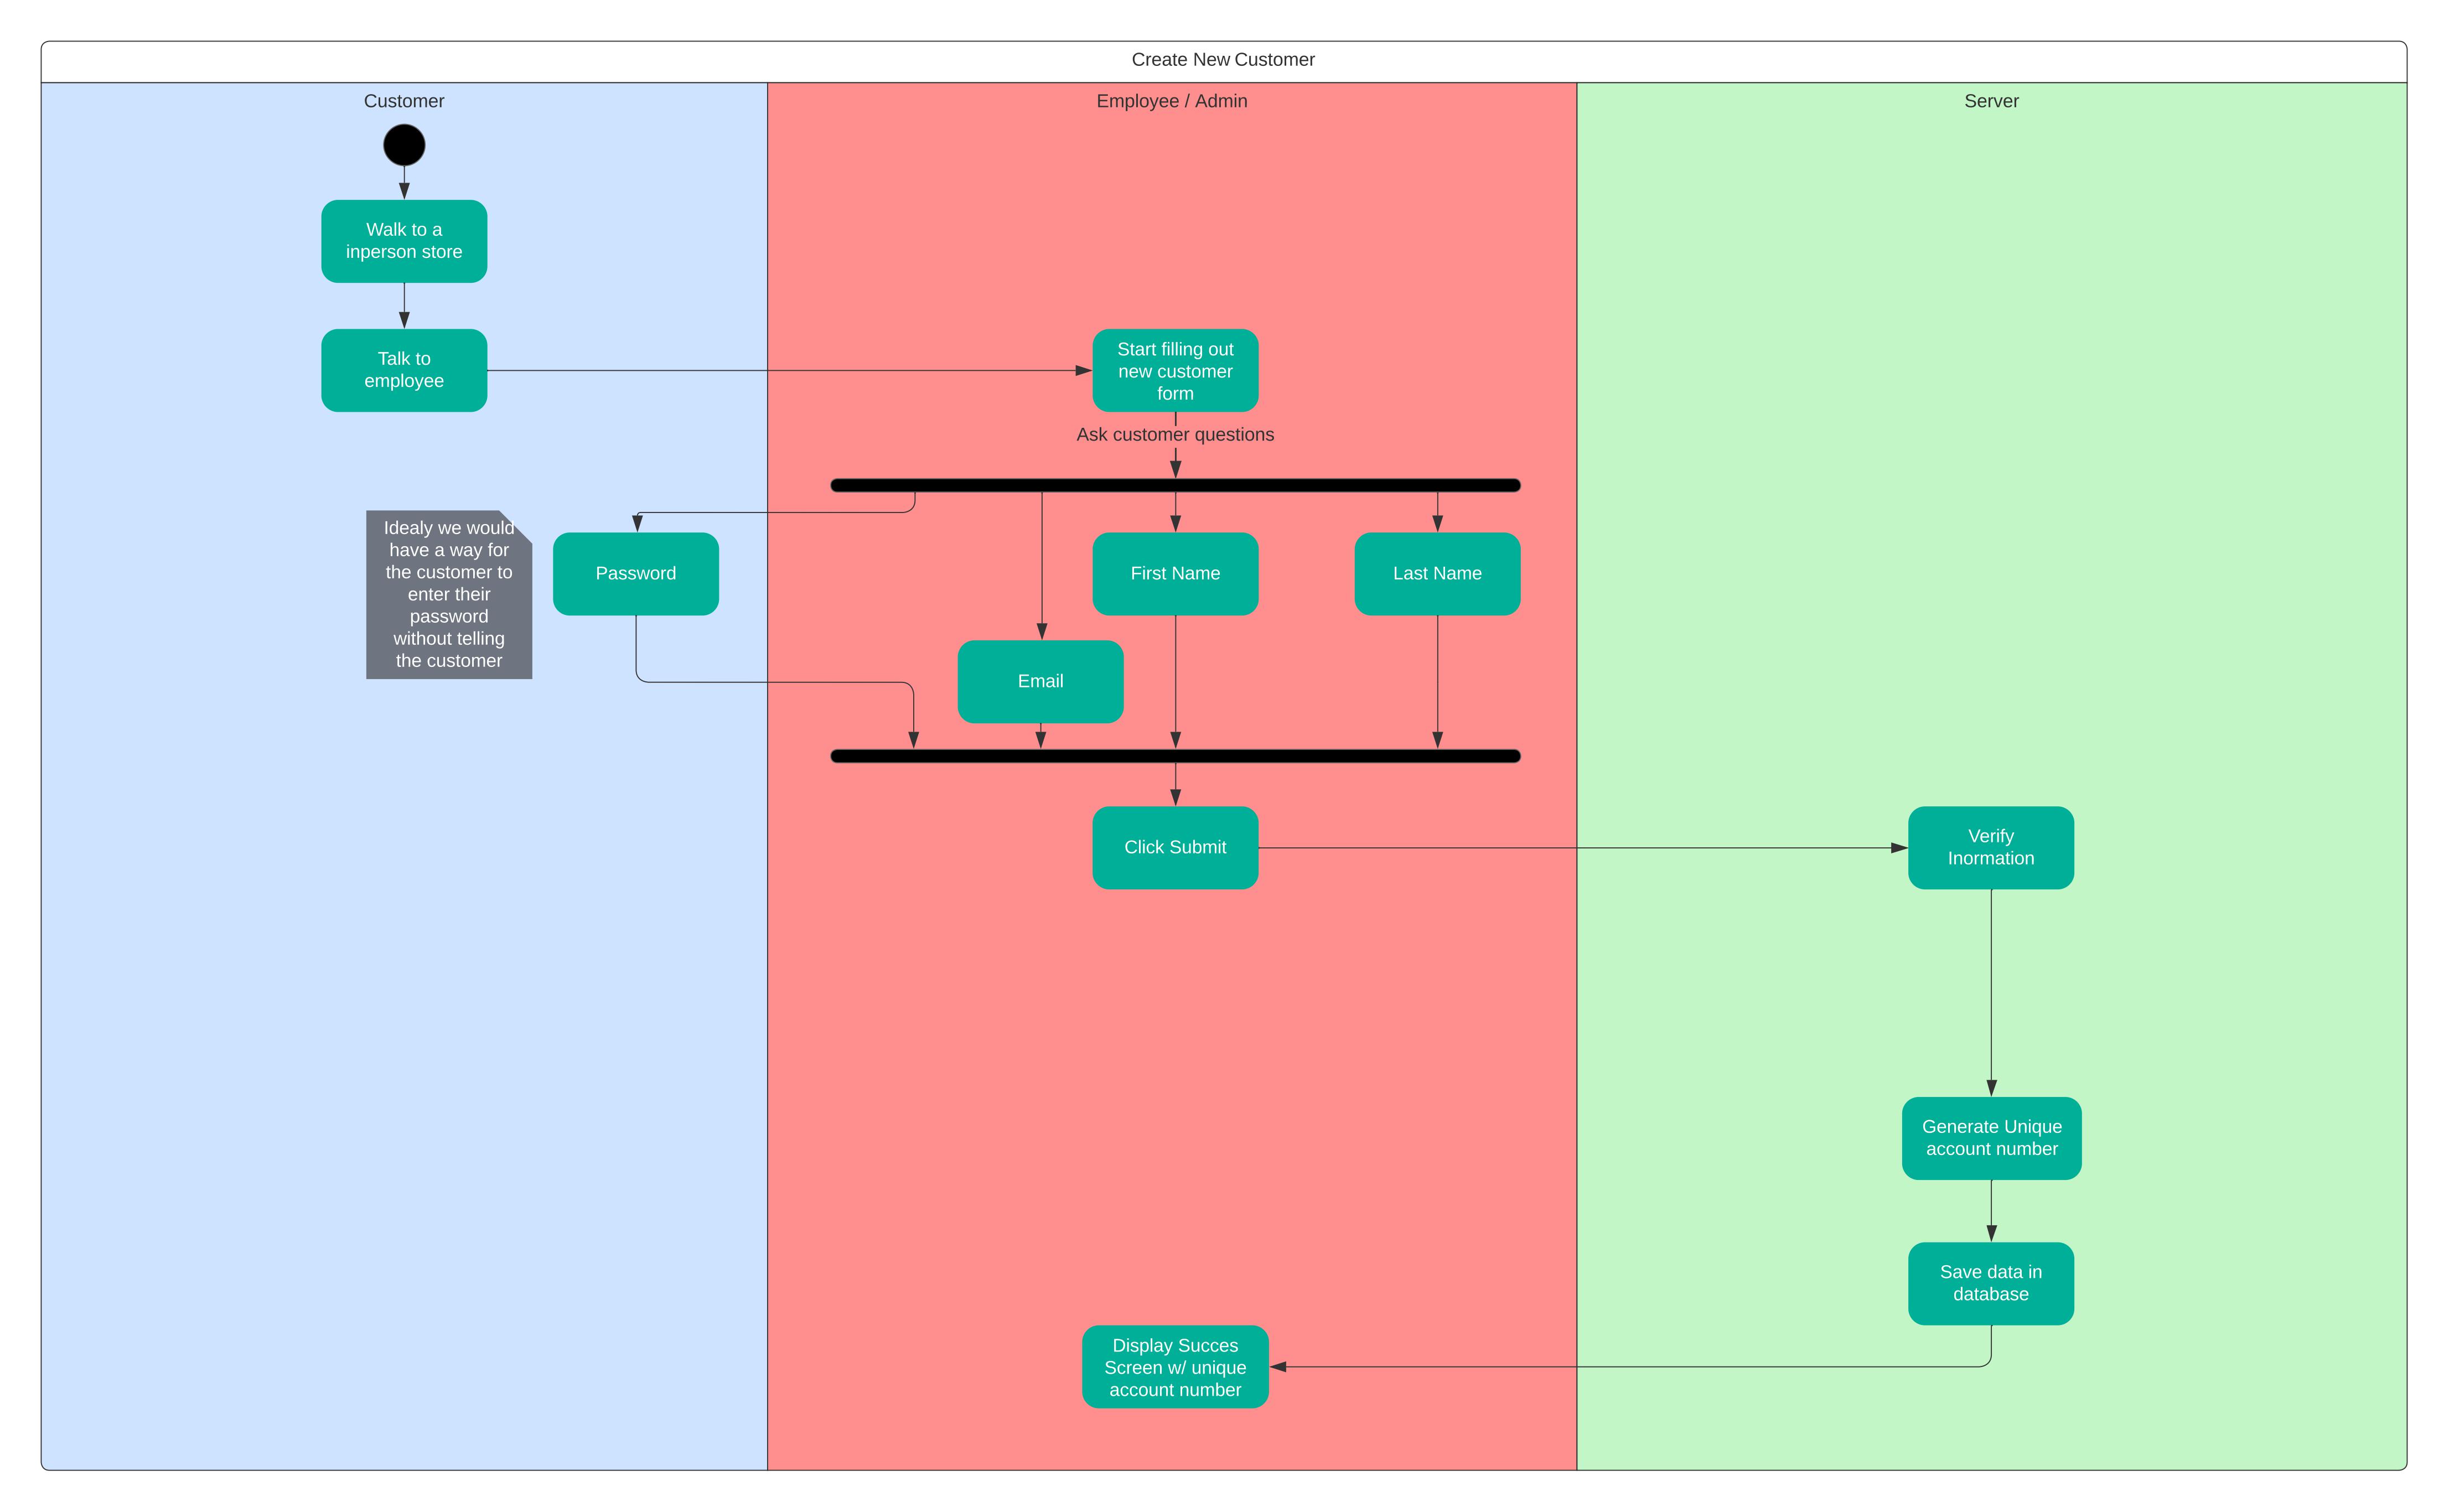 Create New Customer
Customer
Employee / Admin
Server
Walk to a
inperson store
Talk to
employee
Start filling out
new customer
form
Ask customer questions
Idealy we would
have a way for
the customer to
enter their
password
without telling
the customer
Password
First Name
Last Name
Email
Click Submit
Verify
Inormation
Generate Unique
account number
Save data in
database
Display Succes
Screen w/ unique
account number